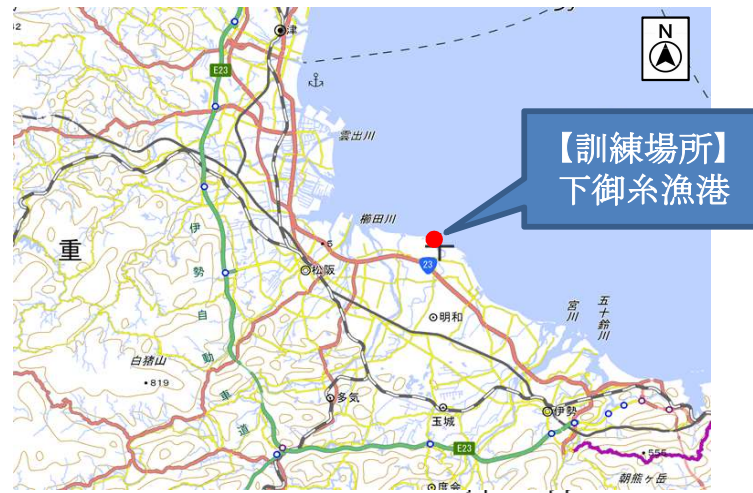 津
N
E23
雲出川
【訓練場所】
下御糸漁港
櫛田川
重
6
伊勢自動車道
松阪
23
宮川
五十鈴川
明和
白猪山
819
多気
玉城
伊勢
E23
555
朝熊ヶ岳
度会